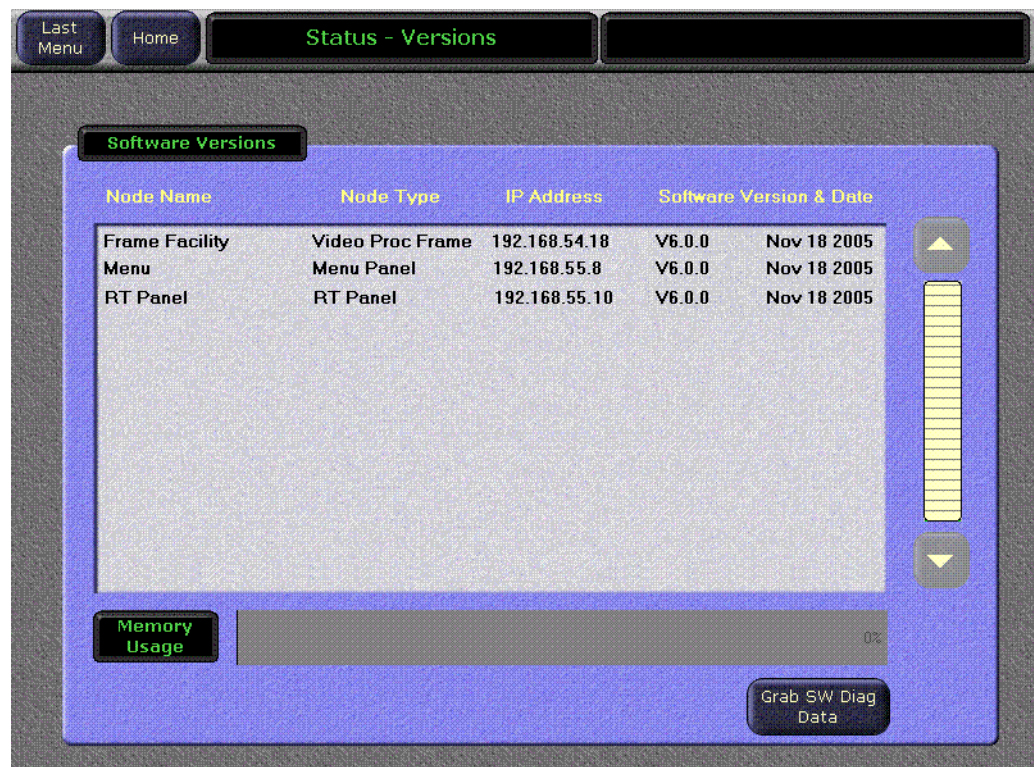 Last
Menu
Home
Status - Versions
Software Versions
Node Name Node Type IP Address Software Version & Date
Frame Facility Video Proc Frame 192.168.54.18 V6.0.0 Nov 18 2005
Menu Menu Panel 192.168.55.8 V6.0.0 Nov 18 2005
RT Panel RT Panel 192.168.55.10 V6.0.0 Nov 18 2005
Memory
Usage
0%
Grab SW Diag
Data